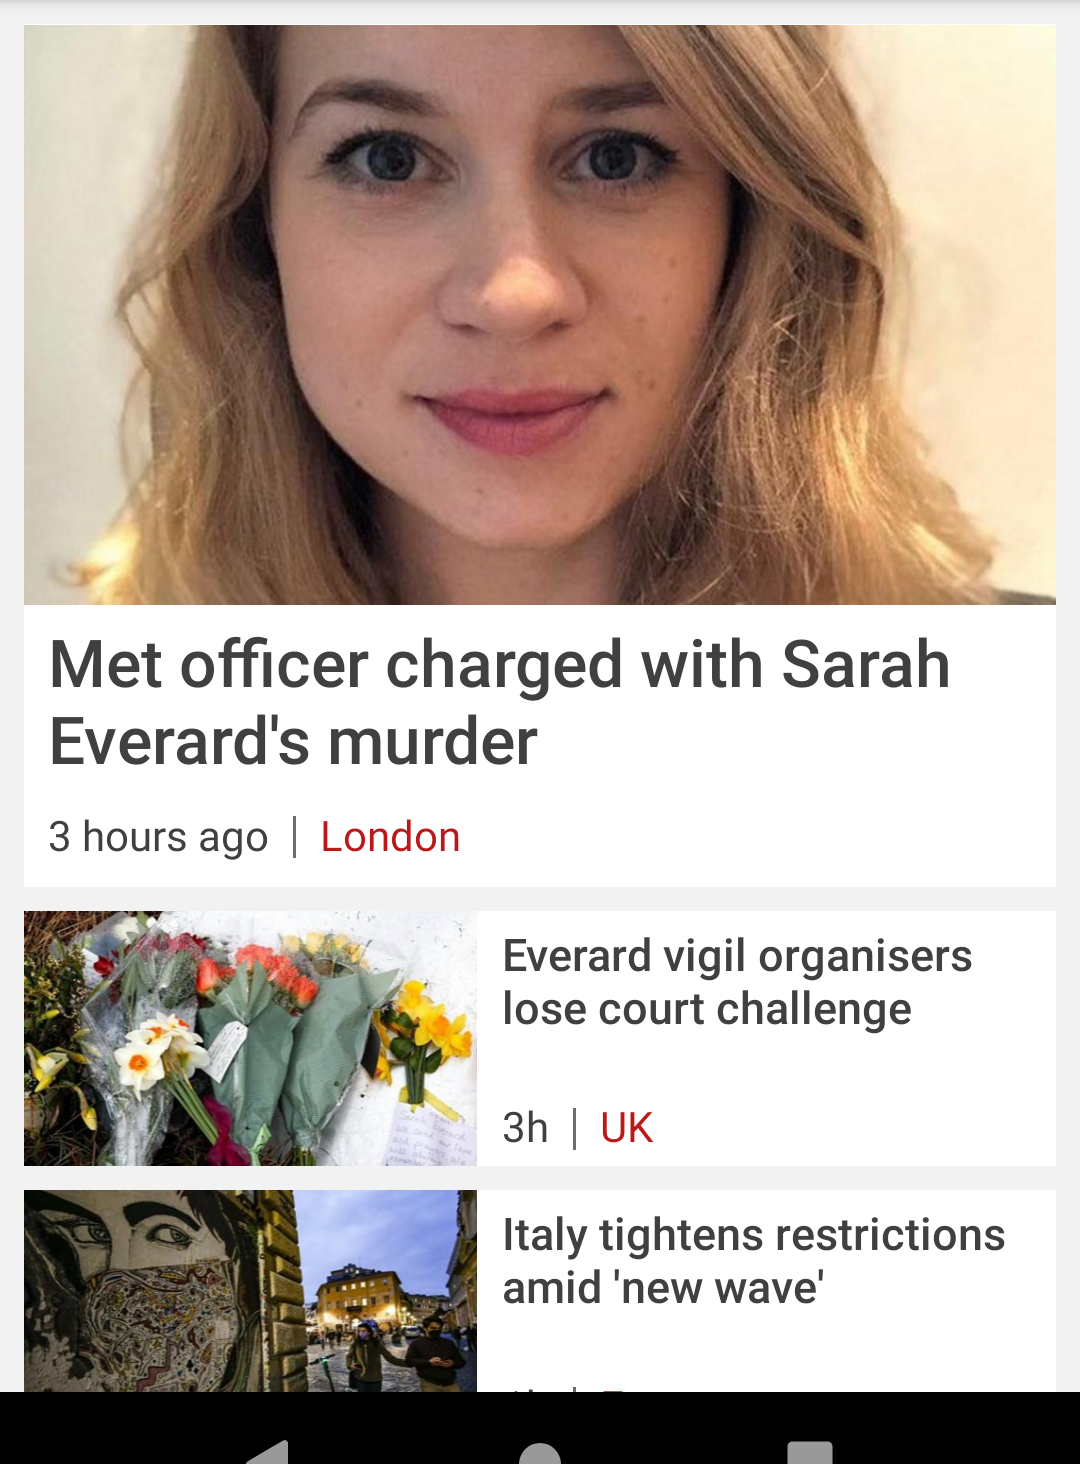 Met officer charged with Sarah
Everard's murder
3 hours ago | London
Everard vigil organisers
lose court challenge
3h | UK
Italy tightens restrictions
amid 'new wave'